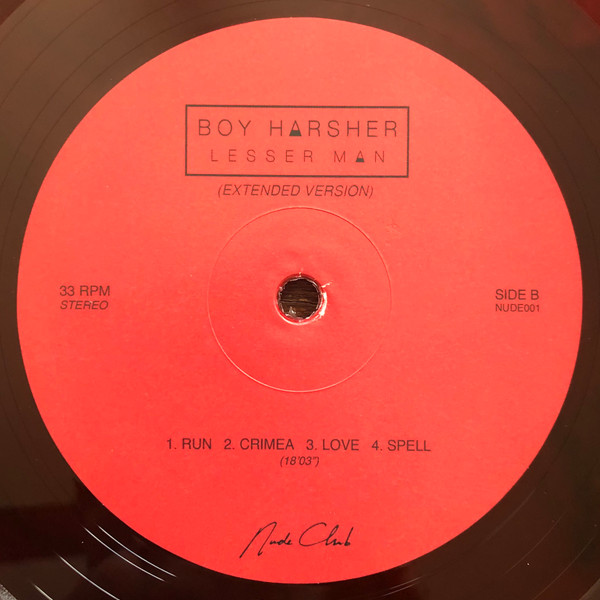 BOY HARSHER
LESSER MAN
(EXTENDED VERSION)
33 RPM
STEREO
SIDE B
NUDE001
1. RUN 2. CRIMEA 3. LOVE 4. SPELL
(18'03")
Nude Club